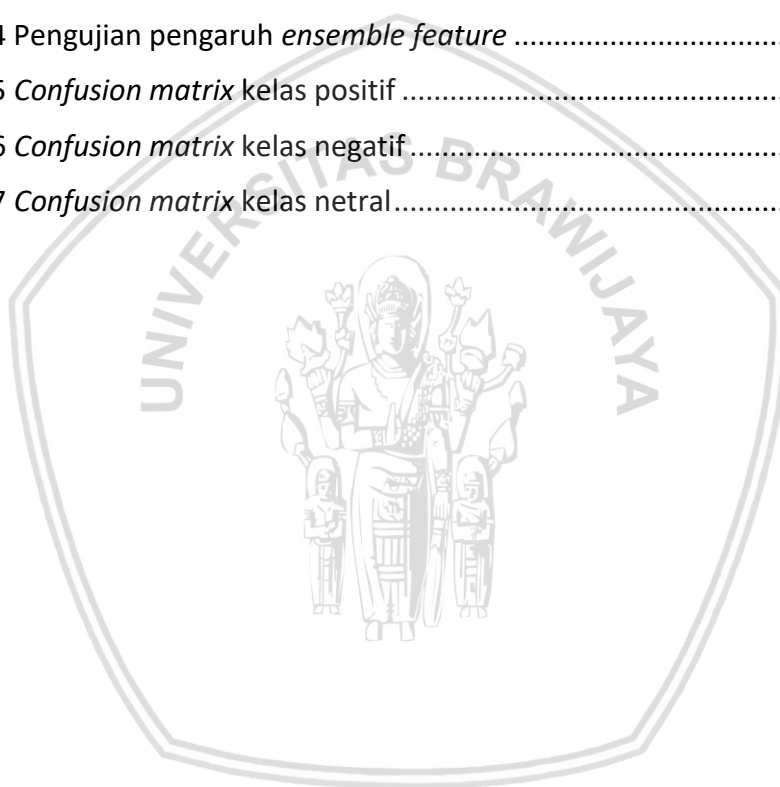 4 Pengujian pengaruh ensemble feature ..................................
5 Confusion matrix kelas positif ................................................
6 Confusion matrix kelas negatif ...............................................
7 Confusion matrix kelas netral .................................................
UNIVERSITAS BRAWIJAYA